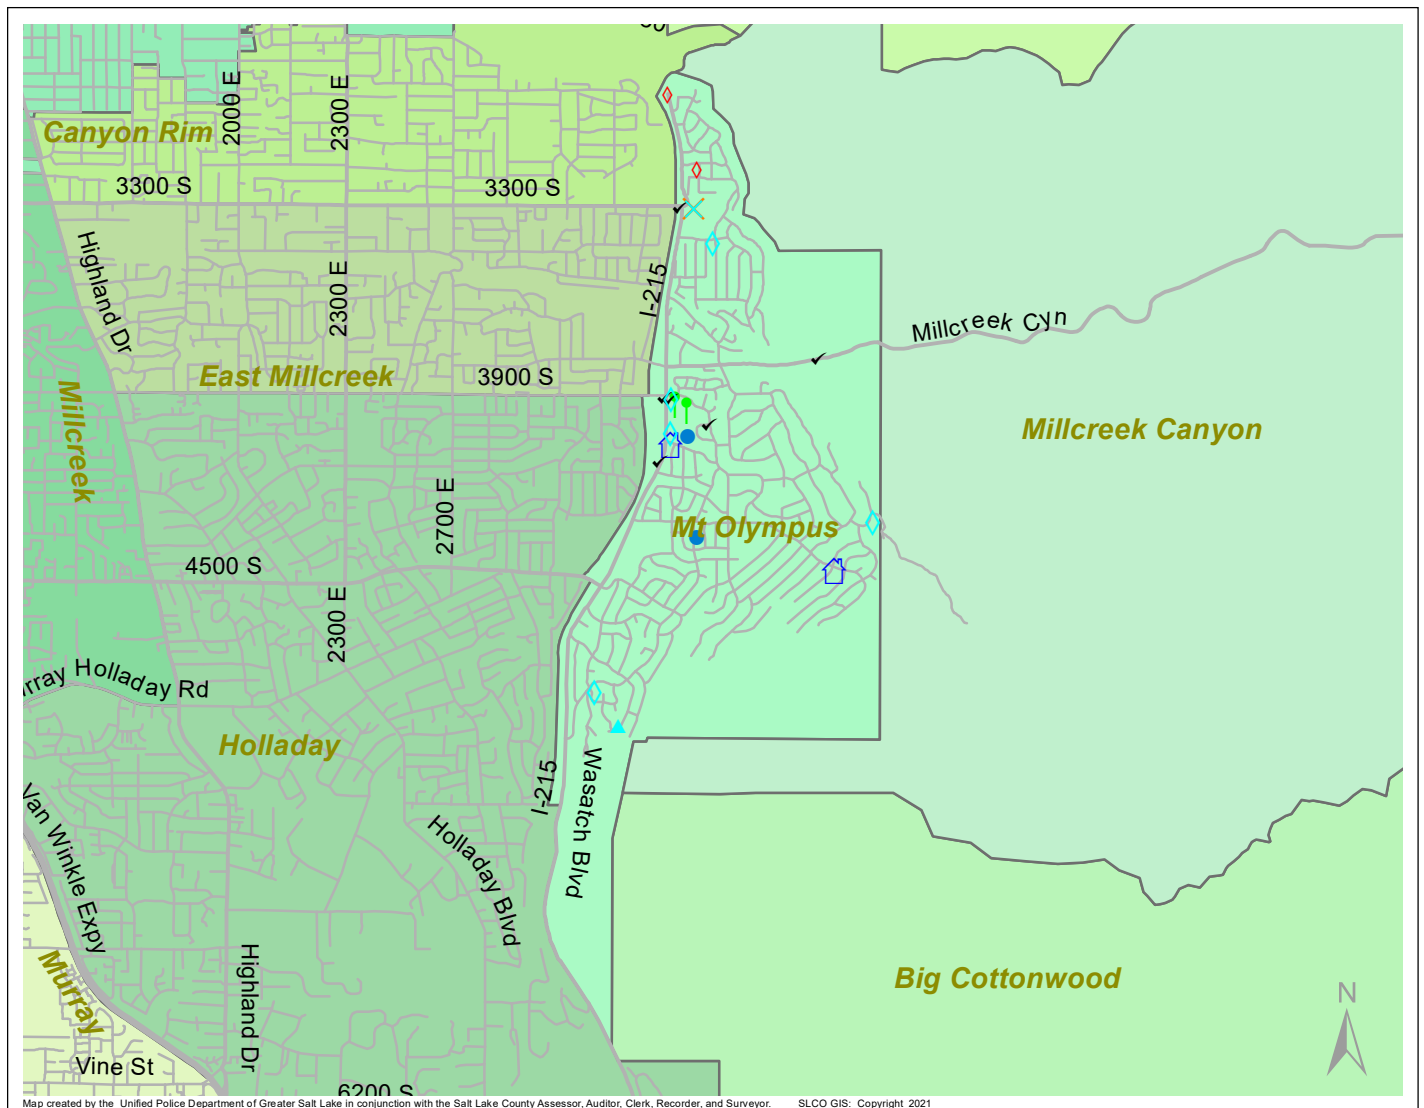 Canyon Rim
2000 E
2300 E
3300 S
3300 S
Highland Dr
2300 E
I-215
Millcreek Cyn
East Millcreek
3900 S
Millcreek
Millcreek Canyon
2700 E
Mt Olympus
4500 S
2300 E
Holladay Rd
Holladay
I-215
Wasatch Blvd
Van Winkle Expy
Holladay Blvd
Murray
Highland Dr
Big Cottonwood
N
Vine St
6200 S
Map created by the Unified Police Department of Greater Salt Lake in conjunction with the Salt Lake County Assessor, Auditor, Clerk, Recorder, and Surveyor. SLCO GIS: Copyright 2021